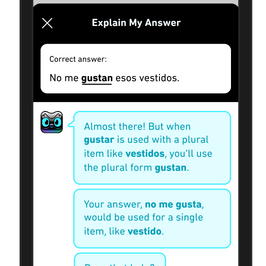 Explain My Answer
Correct answer:
No me gustan esos vestidos.
Almost there! But when
gustar is used with a plural
item like vestidos, you'll use
the plural form gustan.
Your answer, no me gusta,
would be used for a single
item, like vestido.